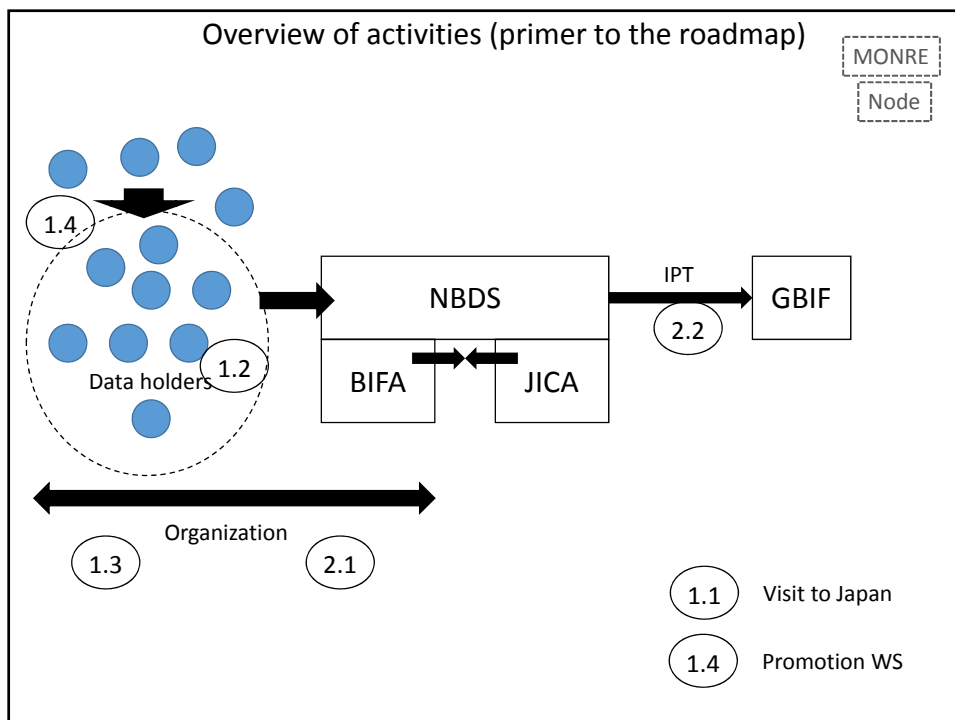 Overview of activities (primer to the roadmap)
MONRE
Node
1.4
1.2
Data holders
NBDS
BIFA
JICA
IPT
2.2
GBIF
Organization
1.3
2.1
1.1 Visit to Japan
1.4 Promotion WS